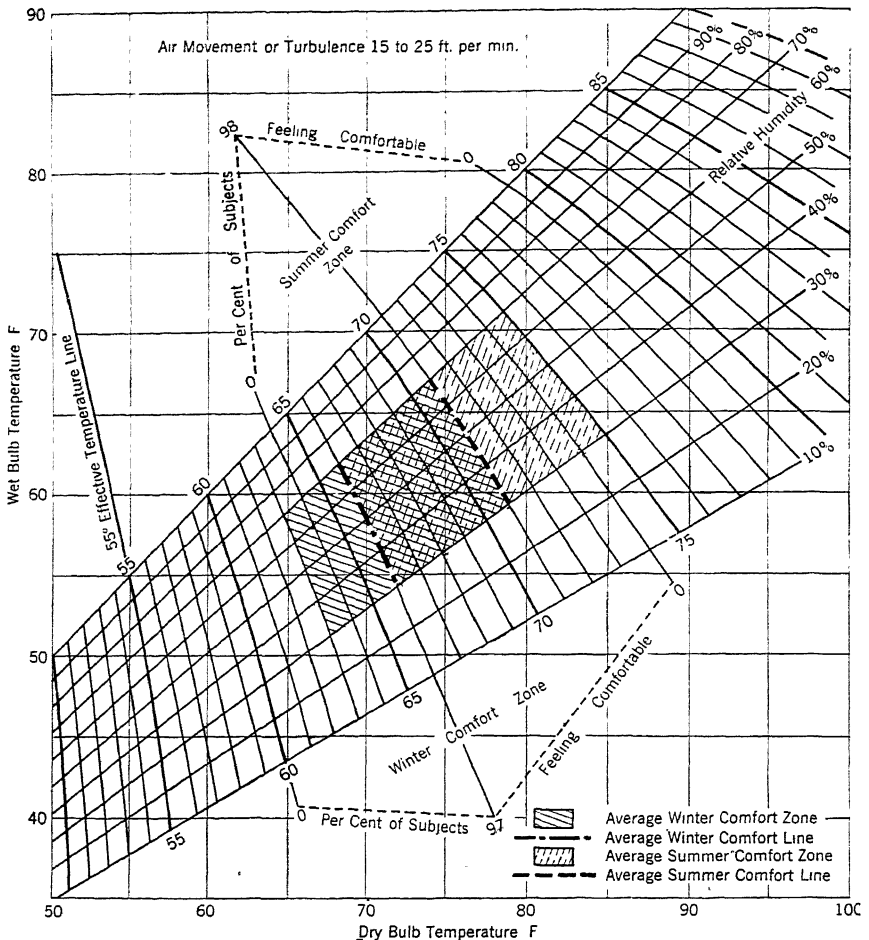 90
Air Movement or Turbulence 15 to 25 ft. per min.
90%
80%
70%
60%
50%
40%
30%
20%
10%
Relative Humidity
85
80
75
70
65
60
55
98
Feeling Comfortable
0
Per Cent of Subjects
0
Summer Comfort
Zone
80
70
60
50
40
Wet Bulb Temperature F
55° Effective Temperature Line
75
70
65
60
55
0
Feeling Comfortable
97
Per Cent of Subjects
0
Winter Comfort Zone
Average Winter Comfort Zone
Average Winter Comfort Line
Average Summer Comfort Zone
Average Summer Comfort Line
50
60
70
80
90
100
Dry Bulb Temperature F